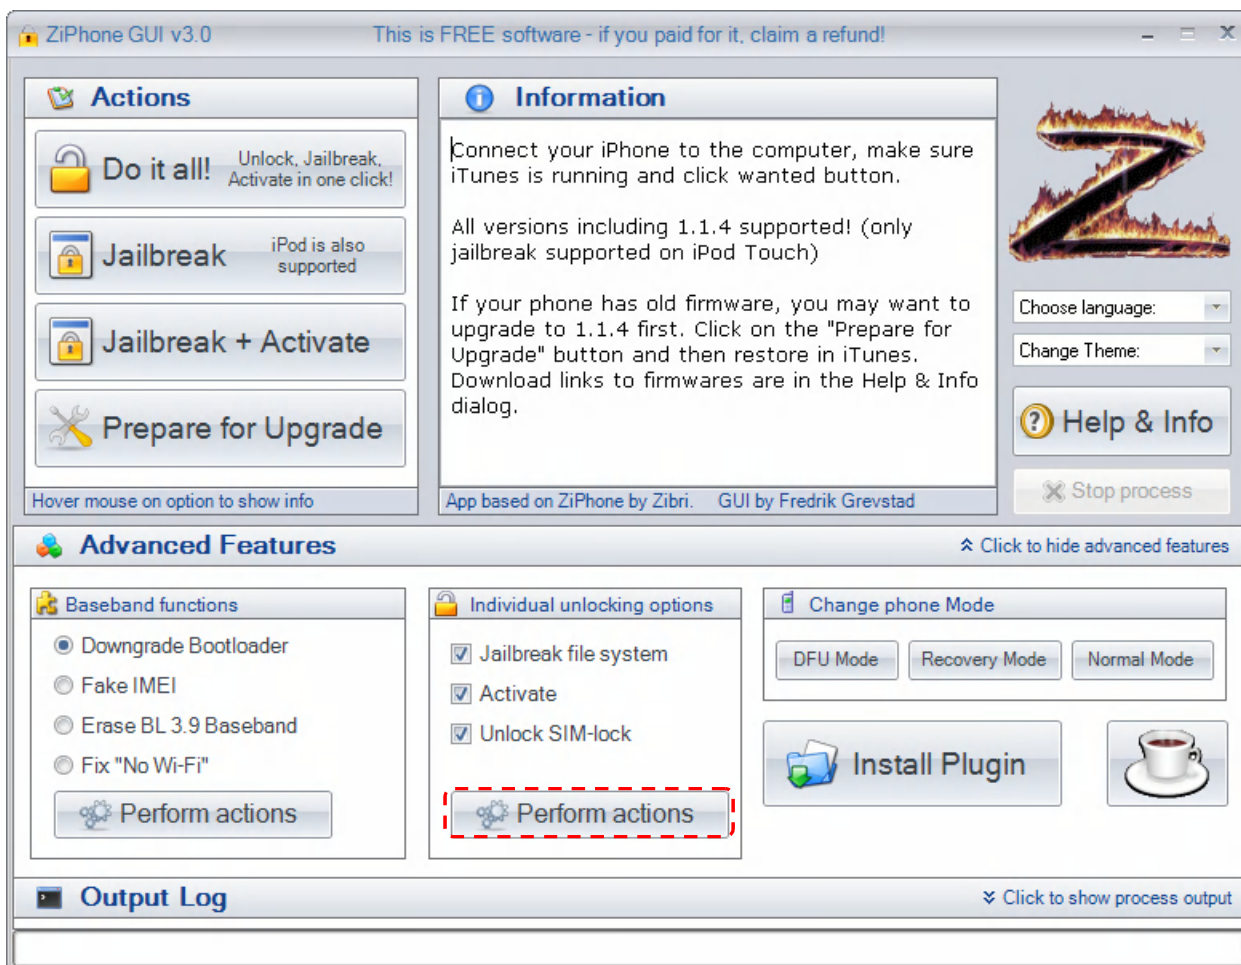 ZiPhone GUI v3.0
This is FREE software - if you paid for it, claim a refund!
Actions
Do it all!
Unlock, Jailbreak,
Activate in one click!
Jailbreak
iPod is also
supported
Jailbreak + Activate
Prepare for Upgrade
Hover mouse on option to show info
Information
Connect your iPhone to the computer, make sure
iTunes is running and click wanted button.
All versions including 1.1.4 supported! (only
jailbreak supported on iPod Touch)
If your phone has old firmware, you may want to
upgrade to 1.1.4 first. Click on the "Prepare for
Upgrade" button and then restore in iTunes.
Download links to firmwares are in the Help & Info
dialog.
App based on ZiPhone by Zibri. GUI by Fredrik Grevstad
Z
Choose language:
Change Theme:
Help & Info
Stop process
Advanced Features
Click to hide advanced features
Baseband functions
Downgrade Bootloader
Fake IMEI
Erase BL 3.9 Baseband
Fix "No Wi-Fi"
Perform actions
Individual unlocking options
Jailbreak file system
Activate
Unlock SIM-lock
Perform actions
Change phone Mode
DFU Mode
Recovery Mode
Normal Mode
Install Plugin
Output Log
Click to show process output